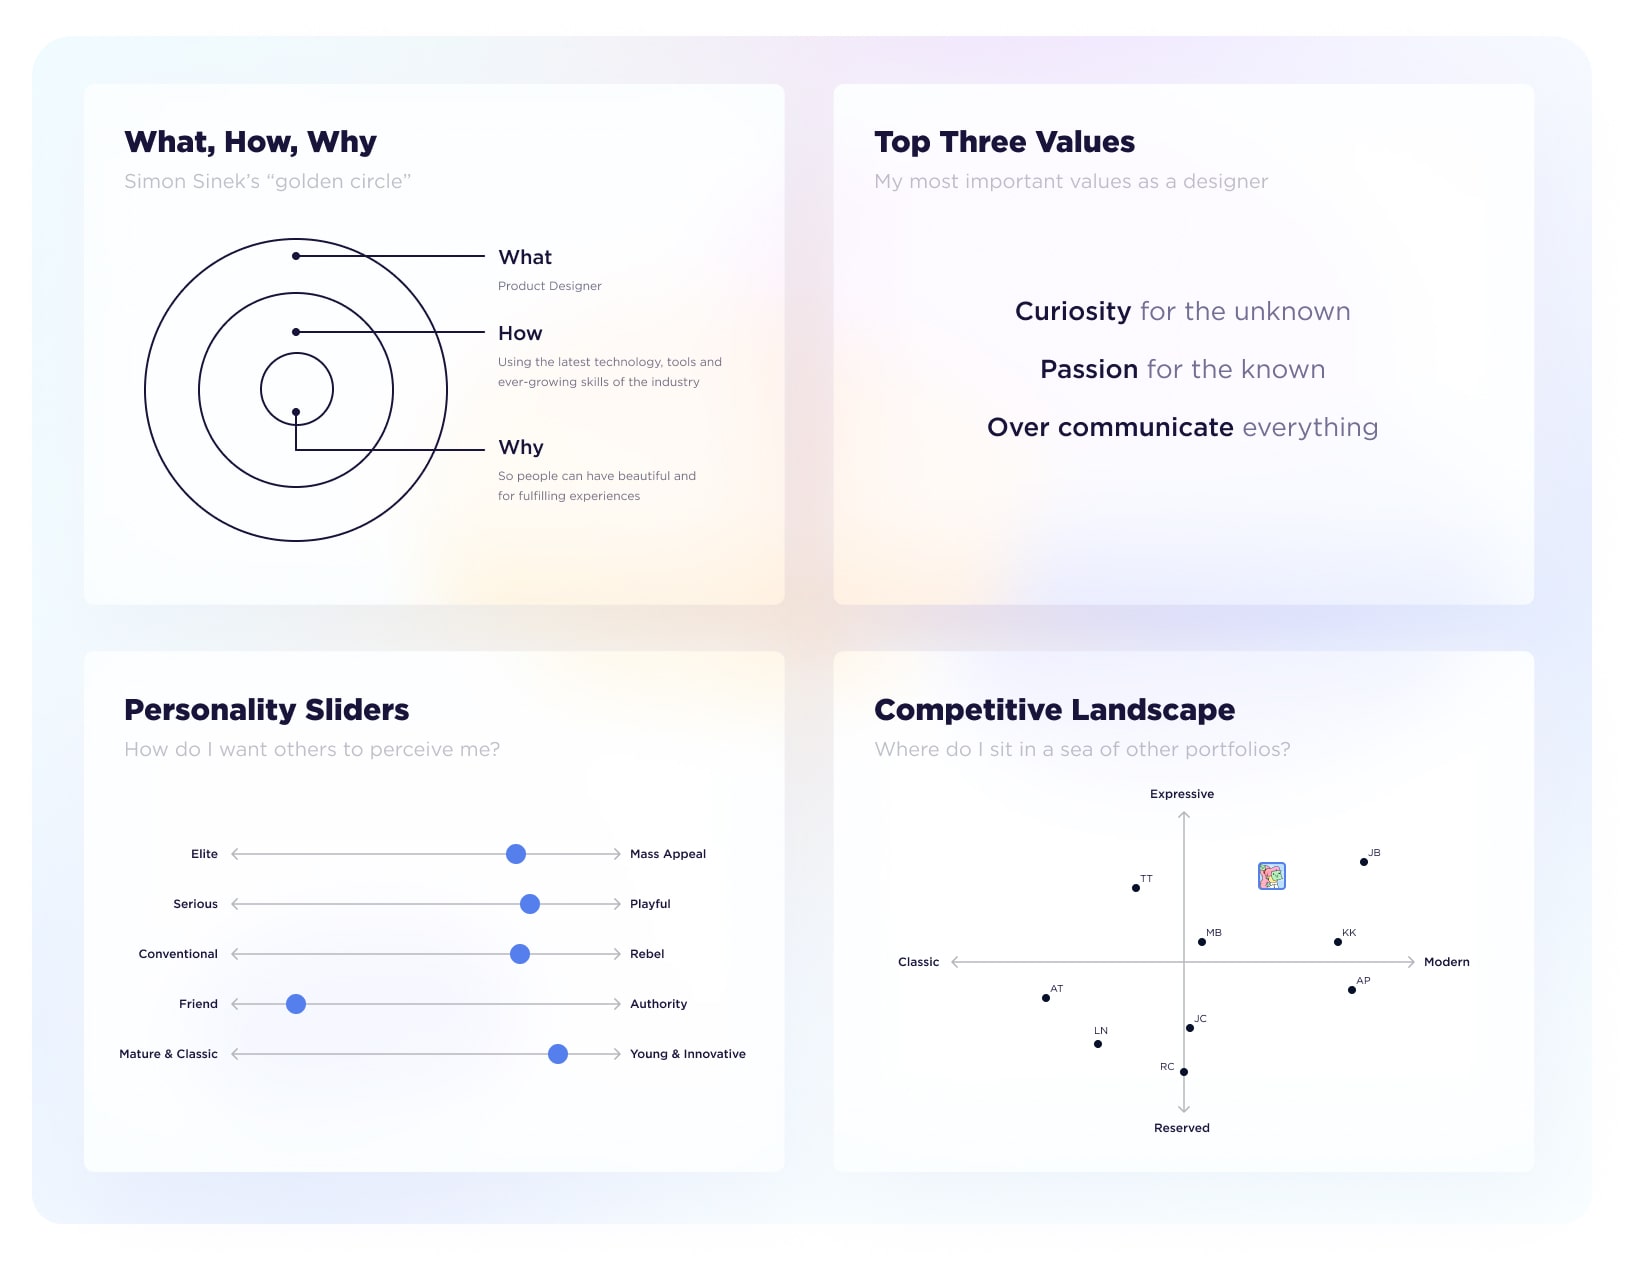 What, How, Why
Simon Sinek's “golden circle”
What
Product Designer
How
Using the latest technology, tools and
ever-growing skills of the industry
Why
So people can have beautiful and
for fulfilling experiences
Top Three Values
My most important values as a designer
Curiosity for the unknown
Passion for the known
Over communicate everything
Personality Sliders
How do I want others to perceive me?
Elite Mass Appeal
Serious Playful
Conventional Rebel
Friend Authority
Mature & Classic Young & Innovative
Competitive Landscape
Where do I sit in a sea of other portfolios?
Expressive
JB
TT
MB
KK
Classic Modern
AP
AT
JC
LN
RC
Reserved